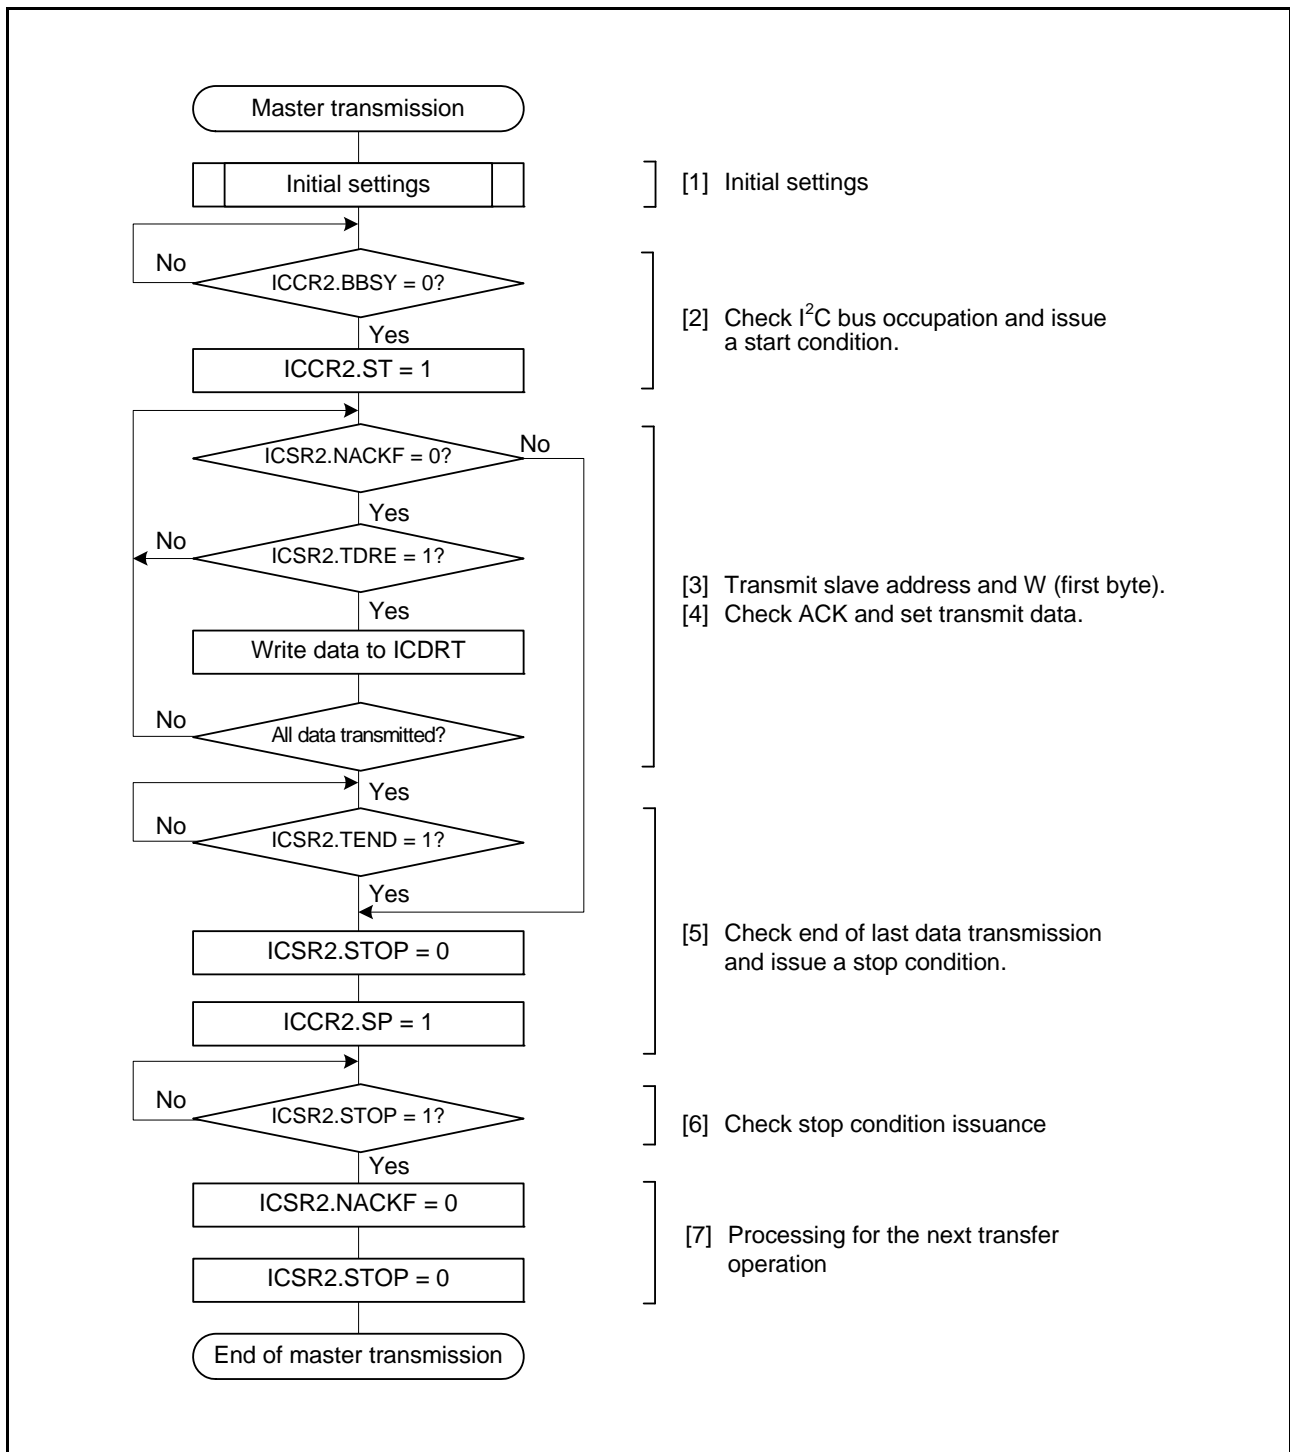 Master transmission
Initial settings
[1] Initial settings
No
ICCR2.BBSY = 0?
Yes
ICCR2.ST = 1
[2] Check I²C bus occupation and issue
a start condition.
ICSR2.NACKF = 0?
No
Yes
No
ICSR2.TDRE = 1?
Yes
Write data to ICDRT
No
All data transmitted?
Yes
[3] Transmit slave address and W (first byte).
[4] Check ACK and set transmit data.
No
ICSR2.TEND = 1?
Yes
ICSR2.STOP = 0
ICCR2.SP = 1
[5] Check end of last data transmission
and issue a stop condition.
No
ICSR2.STOP = 1?
Yes
[6] Check stop condition issuance
ICSR2.NACKF = 0
ICSR2.STOP = 0
[7] Processing for the next transfer
operation
End of master transmission